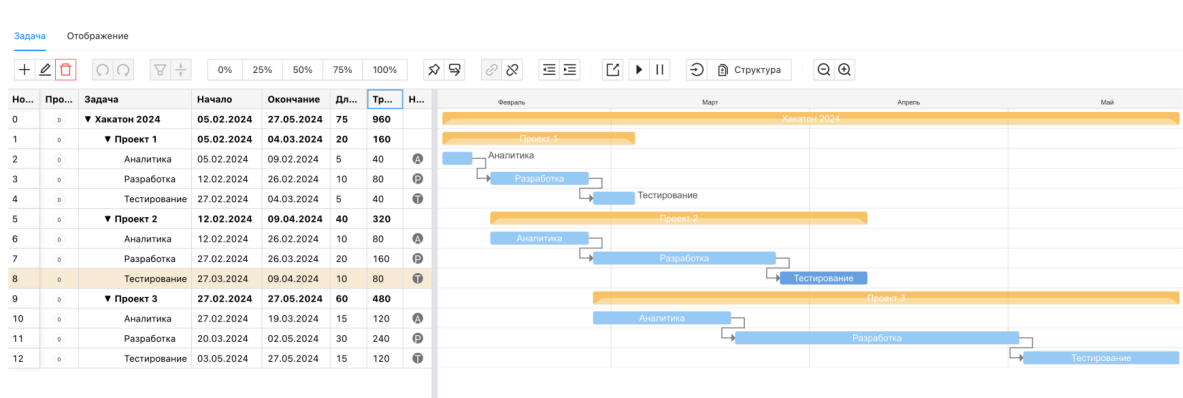 Задача Отображение
0% 25% 50% 75% 100% Структура
Но... Про... Задача Начало Окончание Дл... Тр... Н... Февраль Март Апрель Май
0 0 ▼ Хакатон 2024 05.02.2024 27.05.2024 75 960 Хакатон 2024
1 0 ▼ Проект 1 05.02.2024 04.03.2024 20 160 Проект 1
2 0 Аналитика 05.02.2024 09.02.2024 5 40 А Аналитика
3 0 Разработка 12.02.2024 26.02.2024 10 80 Р Разработка
4 0 Тестирование 27.02.2024 04.03.2024 5 40 Т Тестирование
5 0 ▼ Проект 2 12.02.2024 09.04.2024 40 320 Проект 2
6 0 Аналитика 12.02.2024 26.02.2024 10 80 А Аналитика
7 0 Разработка 27.02.2024 26.03.2024 20 160 Р Разработка
8 0 Тестирование 27.03.2024 09.04.2024 10 80 Т Тестирование
9 0 ▼ Проект 3 27.02.2024 27.05.2024 60 480 Проект 3
10 0 Аналитика 27.02.2024 19.03.2024 15 120 А Аналитика
11 0 Разработка 20.03.2024 02.05.2024 30 240 Р Разработка
12 0 Тестирование 03.05.2024 27.05.2024 15 120 Т Тестирование